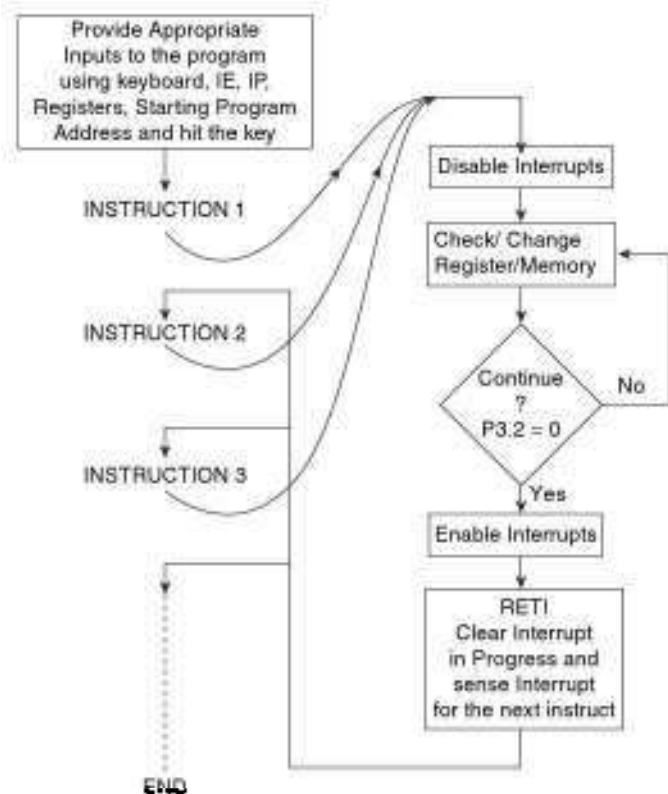 Provide Appropriate
Inputs to the program
using keyboard, IE, IP,
Registers, Starting Program
Address and hit the key
INSTRUCTION 1
INSTRUCTION 2
INSTRUCTION 3
END
Disable Interrupts
Check/ Change
Register/Memory
Continue
?
P3.2 = 0
No
Yes
Enable Interrupts
RETI
Clear Interrupt
in Progress and
sense Interrupt
for the next instruct